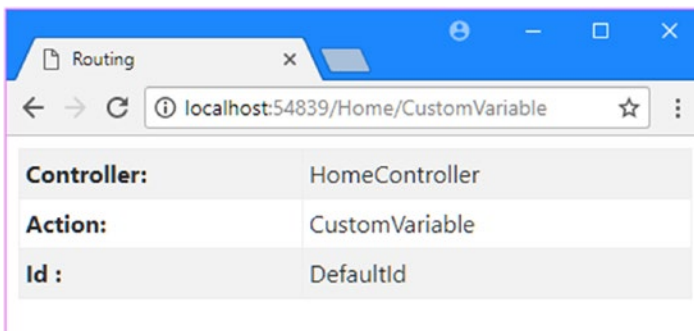 Routing
localhost:54839/Home/CustomVariable
Controller: HomeController
Action: CustomVariable
Id : DefaultId